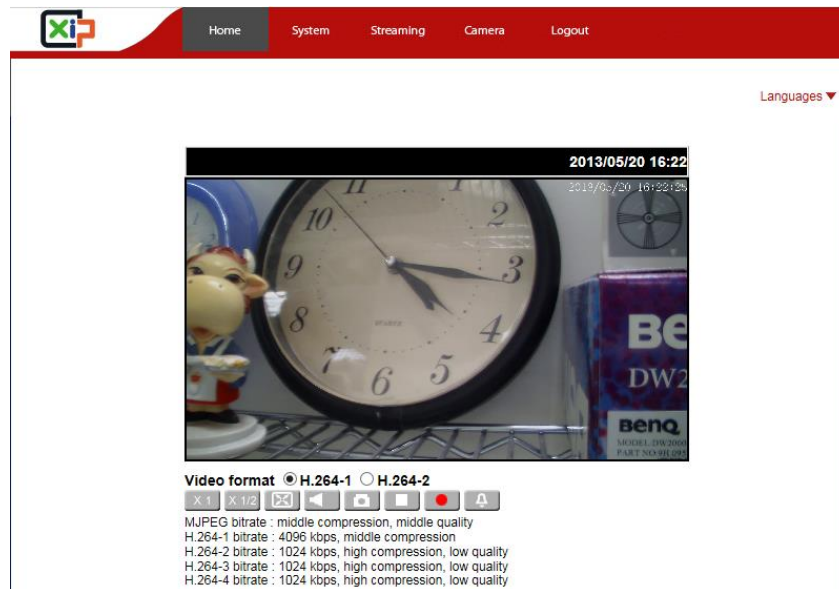 xip
Home System Streaming Camera Logout
Languages ▼
2013/05/20 16:22
2013/05/20 16:22:25
11 1
10 2
9 3
8 4
7 6 5
QUARTZ
BE
DW2
BenQ
MODEL: DW2000
Video format H.264-1 H.264-2
X 1 X 1/2
MJPEG bitrate : middle compression, middle quality
H.264-1 bitrate : 4096 kbps, middle compression
H.264-2 bitrate : 1024 kbps, high compression, low quality
H.264-3 bitrate : 1024 kbps, high compression, low quality
H.264-4 bitrate : 1024 kbps, high compression, low quality